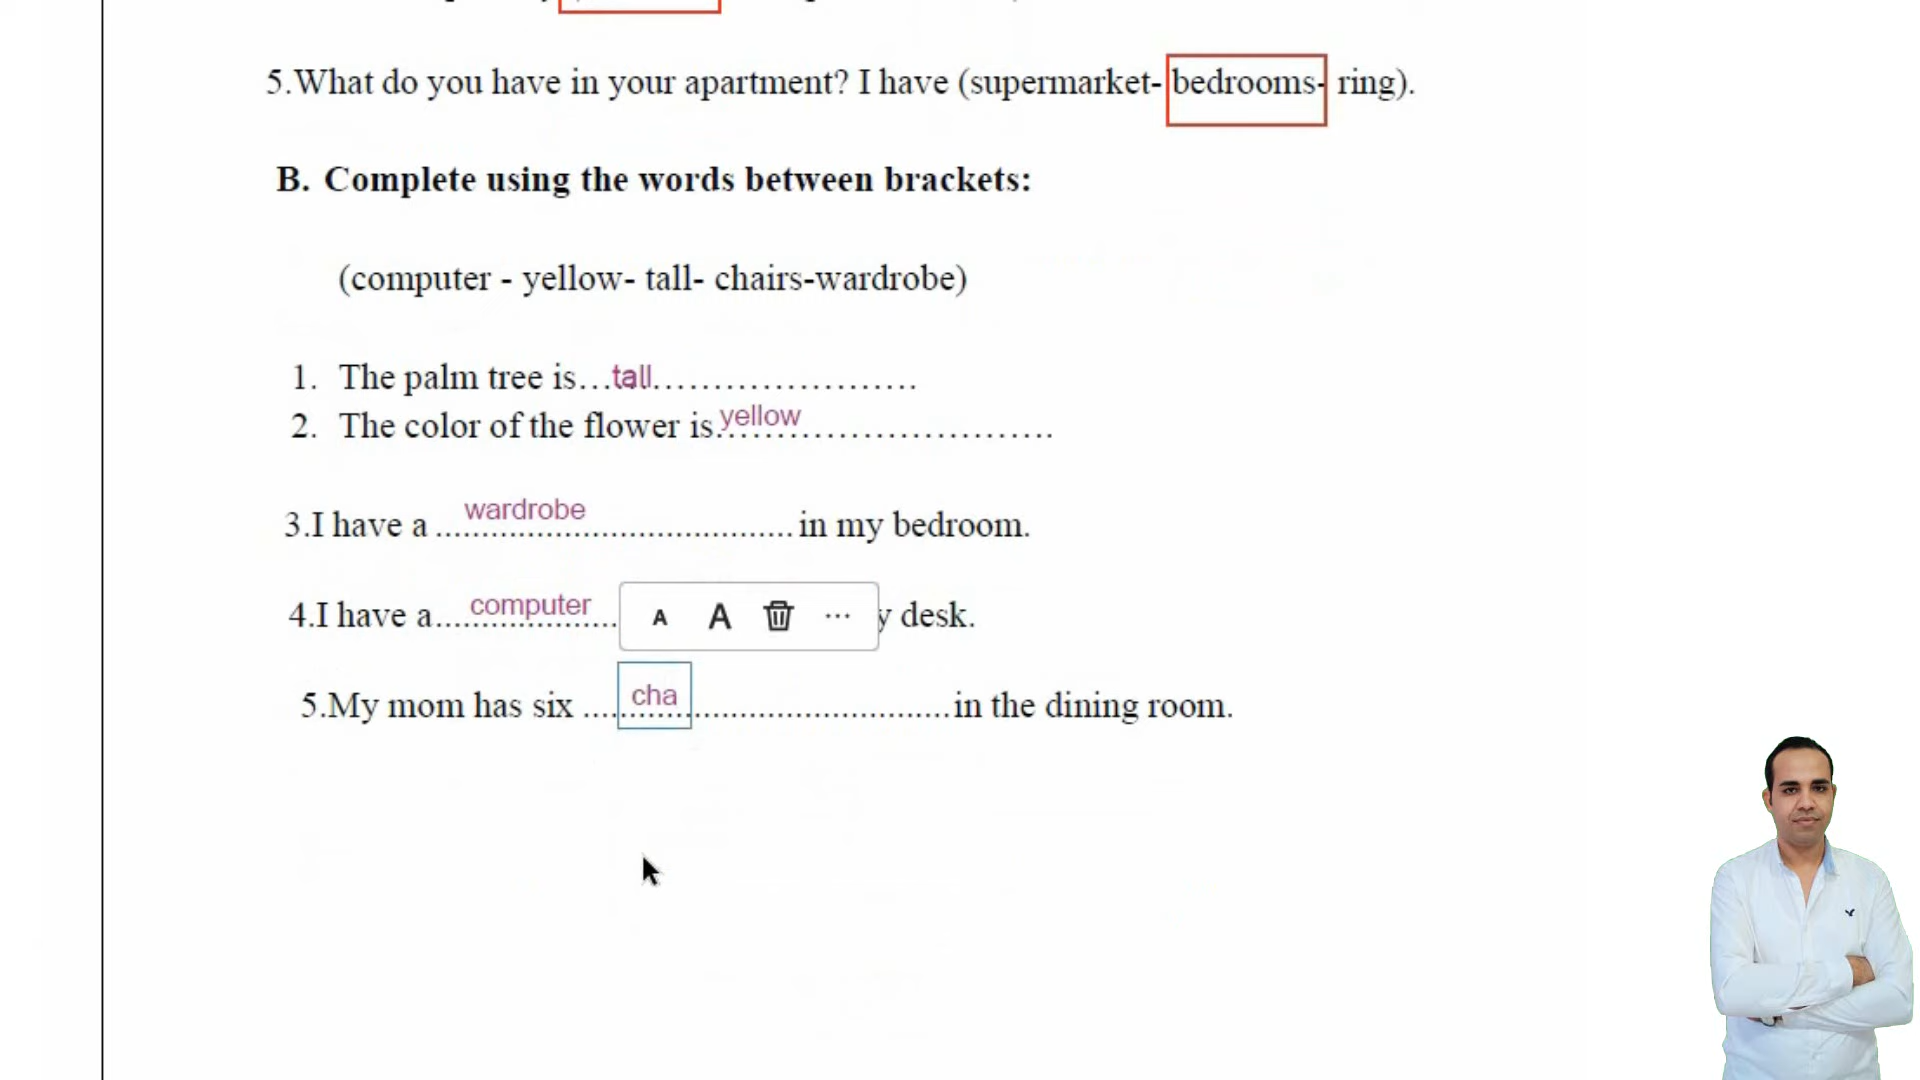 5.What do you have in your apartment? I have (supermarket- bedrooms- ring).
B. Complete using the words between brackets:
(computer - yellow- tall- chairs-wardrobe)
1. The palm tree is…tall……………………
2. The color of the flower is.yellow……………………….
3.I have a ....wardrobe.................................. in my bedroom.
4.I have a....computer.... A A ... y desk.
5.My mom has six ....cha.................................in the dining room.